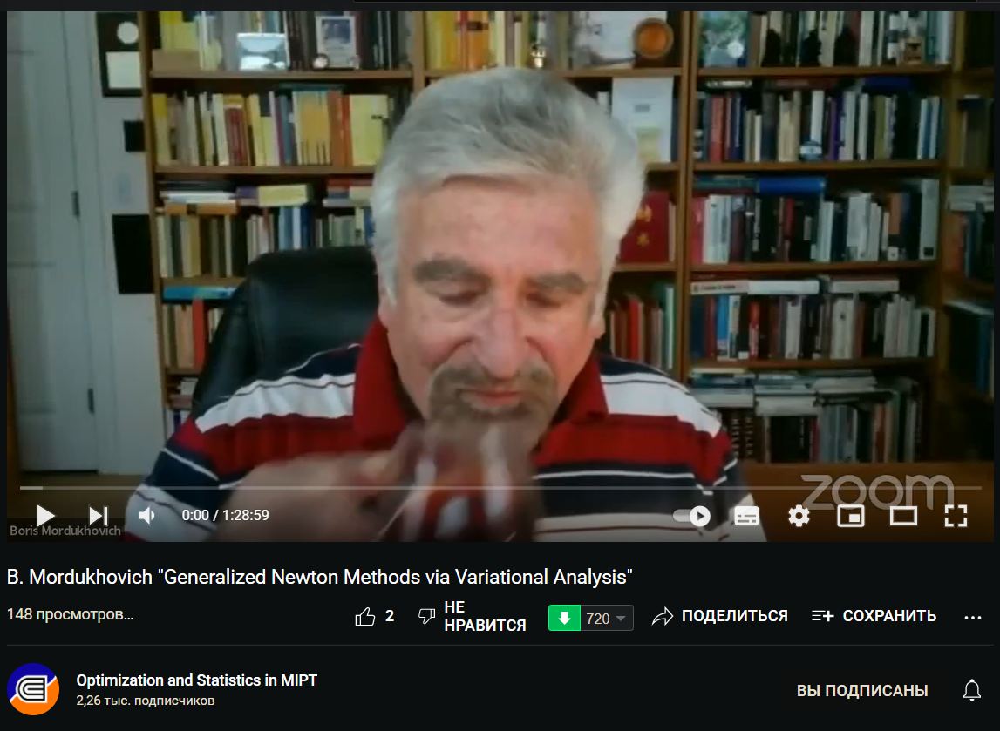 zoom
0:00 / 1:28:59
Boris Mordukhovich
B. Mordukhovich "Generalized Newton Methods via Variational Analysis"
148 просмотров...
2
НЕ
НРАВИТСЯ
720
ПОДЕЛИТЬСЯ
СОХРАНИТЬ
...
Optimization and Statistics in MIPT
2,26 тыс. подписчиков
ВЫ ПОДПИСАНЫ